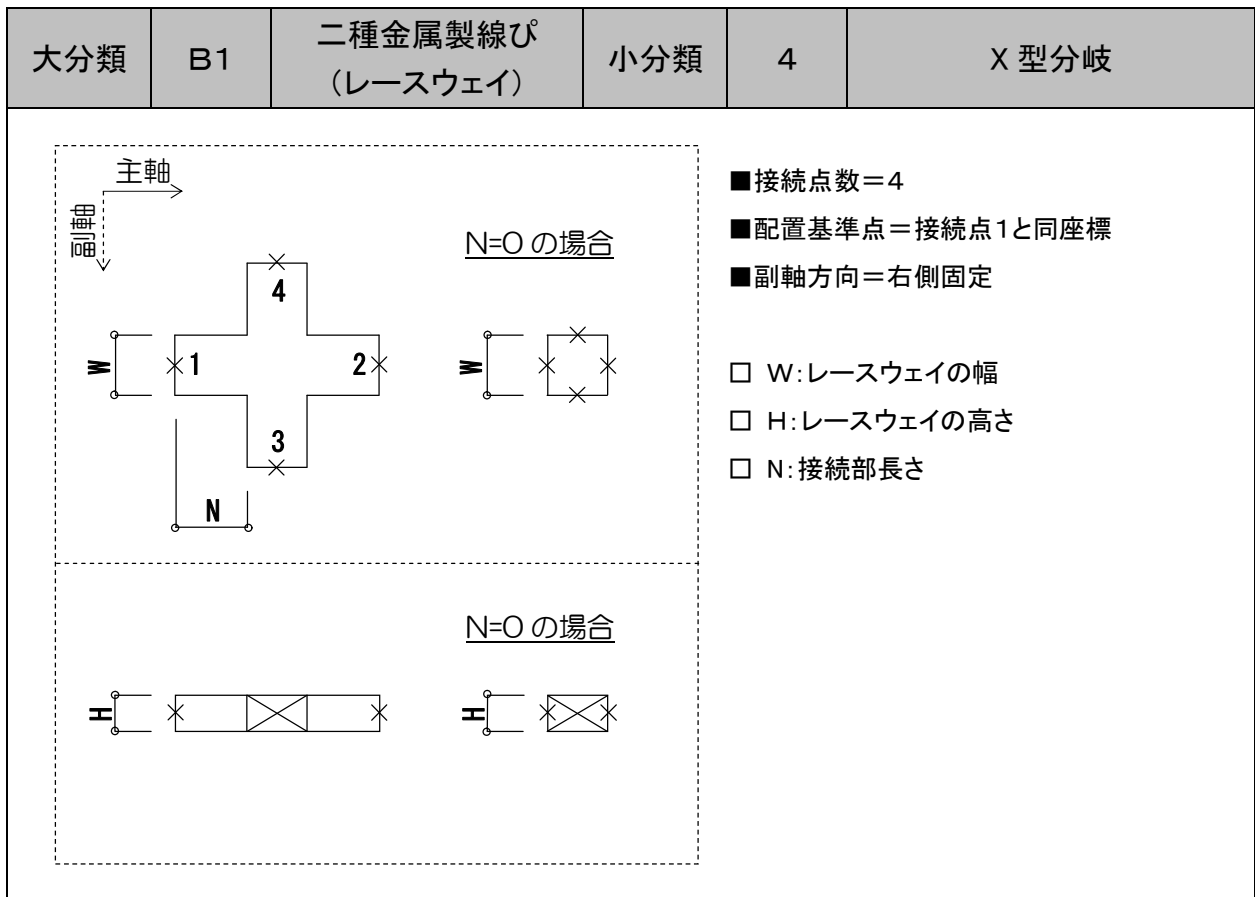 大分類 B1 二種金属製線ぴ（レースウェイ） 小分類 4 X型分岐
主軸
副軸
N=0 の場合
4
W
1
2
W
3
N
■接続点数＝4
■配置基準点＝接続点1と同座標
■副軸方向＝右側固定
□ W：レースウェイの幅
□ H：レースウェイの高さ
□ N：接続部長さ
N=0 の場合
H
H